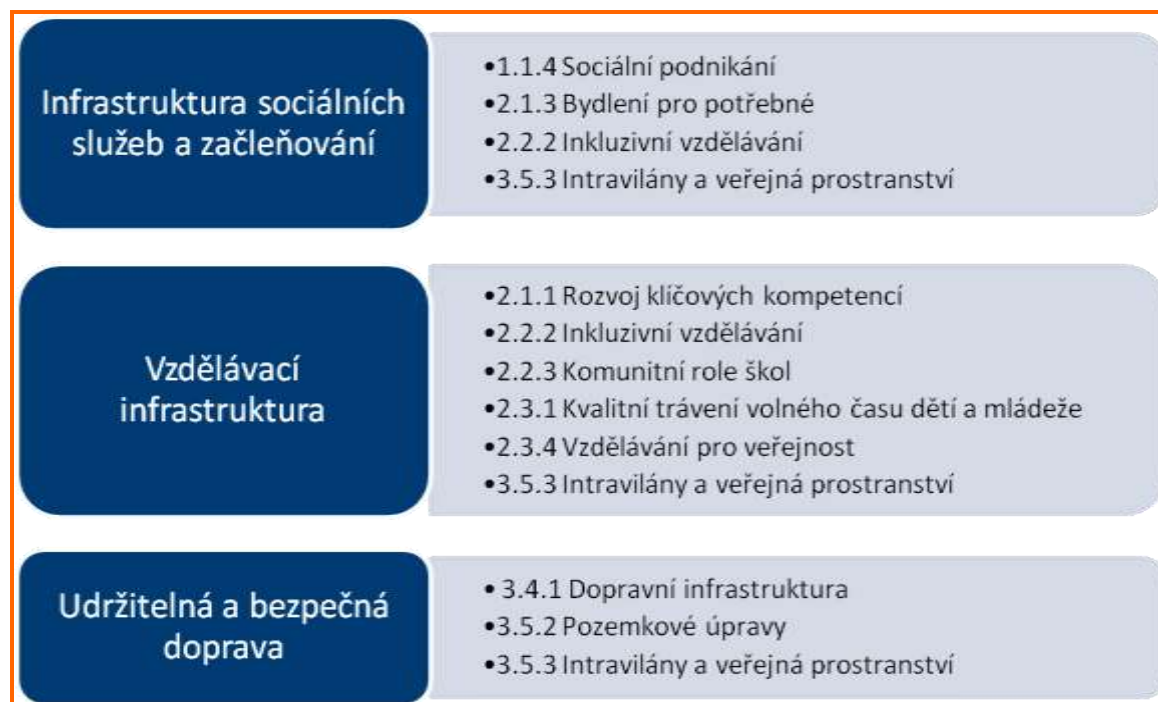 Infrastruktura sociálních
služeb a začleňování
•1.1.4 Sociální podnikání
•2.1.3 Bydlení pro potřebné
•2.2.2 Inkluzivní vzdělávání
•3.5.3 Intravilány a veřejná prostranství
Vzdělávací
infrastruktura
•2.1.1 Rozvoj klíčových kompetencí
•2.2.2 Inkluzivní vzdělávání
•2.2.3 Komunitní role škol
•2.3.1 Kvalitní trávení volného času dětí a mládeže
•2.3.4 Vzdělávání pro veřejnost
•3.5.3 Intravilány a veřejná prostranství
Udržitelná a bezpečná
doprava
• 3.4.1 Dopravní infrastruktura
•3.5.2 Pozemkové úpravy
•3.5.3 Intravilány a veřejná prostranství